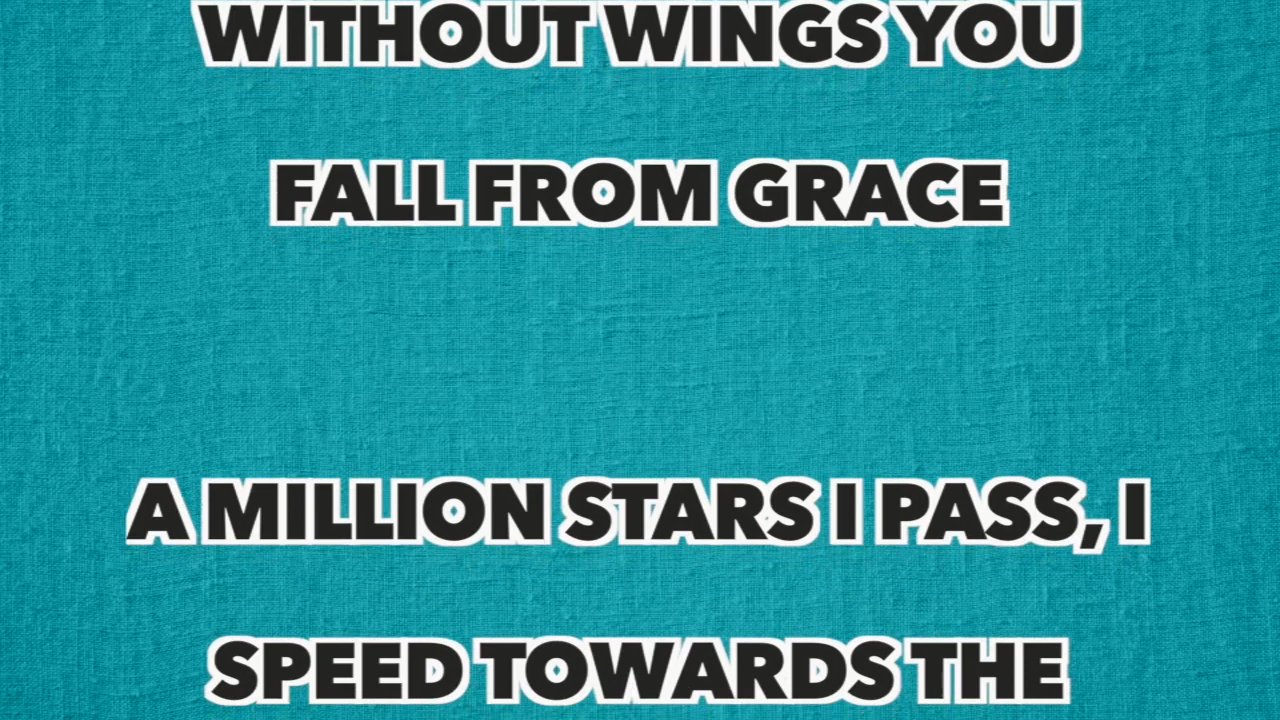 WITHOUT WINGS YOU
FALL FROM GRACE
A MILLION STARS I PASS, I
SPEED TOWARDS THE